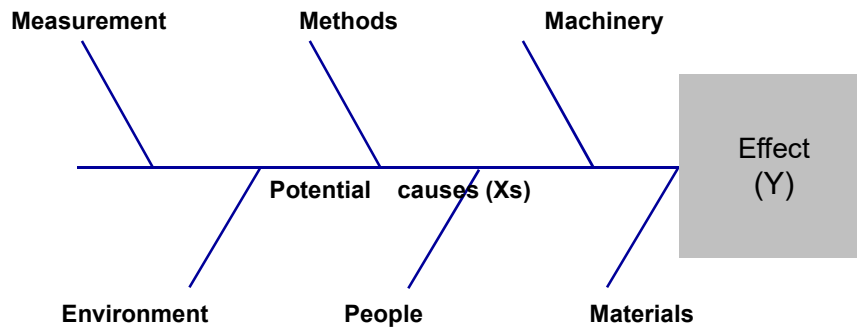 Measurement
Methods
Machinery
Effect
(Y)
Potential causes (Xs)
Environment
People
Materials